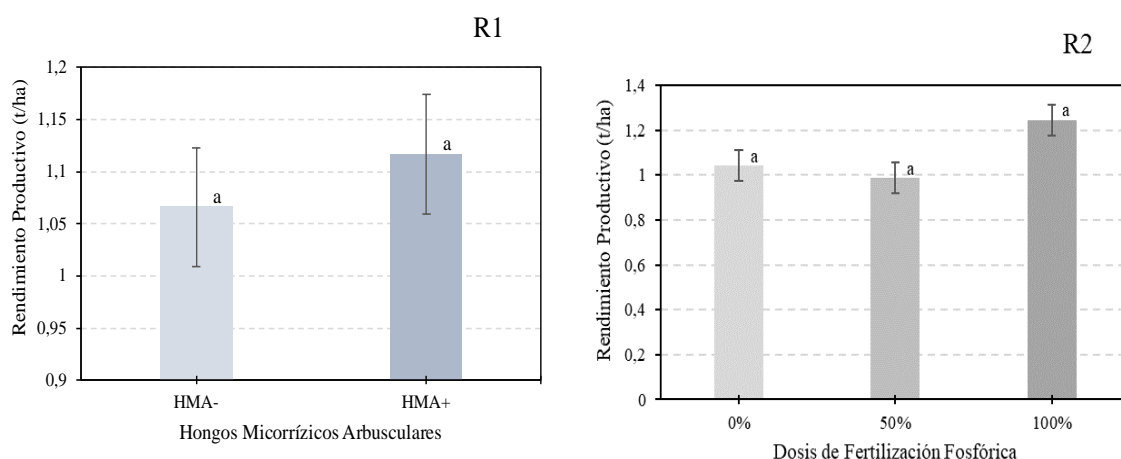 R1
Rendimiento Productivo (t/ha)
1,2
1,15
1,1
1,05
1
0,95
0,9
a
a
HMA-
HMA+
Hongos Micorrízicos Arbusculares
R2
Rendimiento Productivo (t/ha)
1,4
1,2
1
0,8
0,6
0,4
0,2
0
a
a
a
0%
50%
100%
Dosis de Fertilización Fosfórica